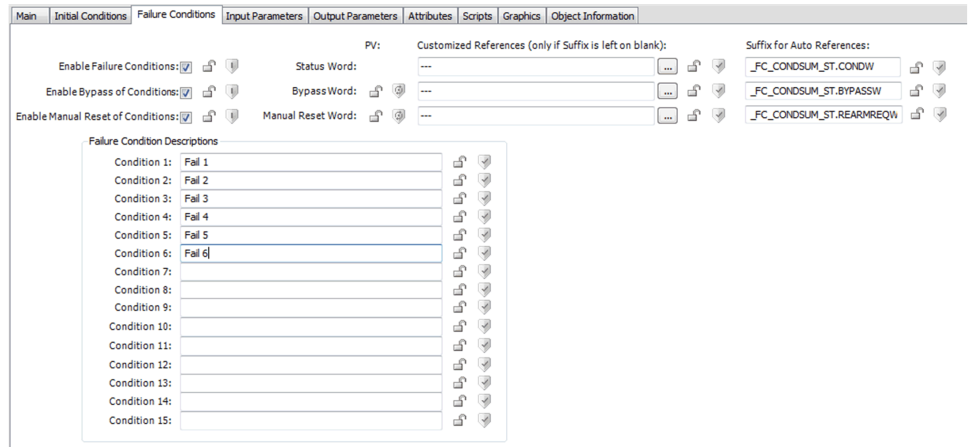 Main Initial Conditions Failure Conditions Input Parameters Output Parameters Attributes Scripts Graphics Object Information
PV: Customized References (only if Suffix is left on blank): Suffix for Auto References:
Enable Failure Conditions: Status Word: --- ... _FC_CONDSUM_ST.CONDW
Enable Bypass of Conditions: Bypass Word: --- ... _FC_CONDSUM_ST.BYPASSW
Enable Manual Reset of Conditions: Manual Reset Word: --- ... _FC_CONDSUM_ST.REARMREQW
Failure Condition Descriptions
Condition 1: Fail 1
Condition 2: Fail 2
Condition 3: Fail 3
Condition 4: Fail 4
Condition 5: Fail 5
Condition 6: Fail 6
Condition 7:
Condition 8:
Condition 9:
Condition 10:
Condition 11:
Condition 12:
Condition 13:
Condition 14:
Condition 15: